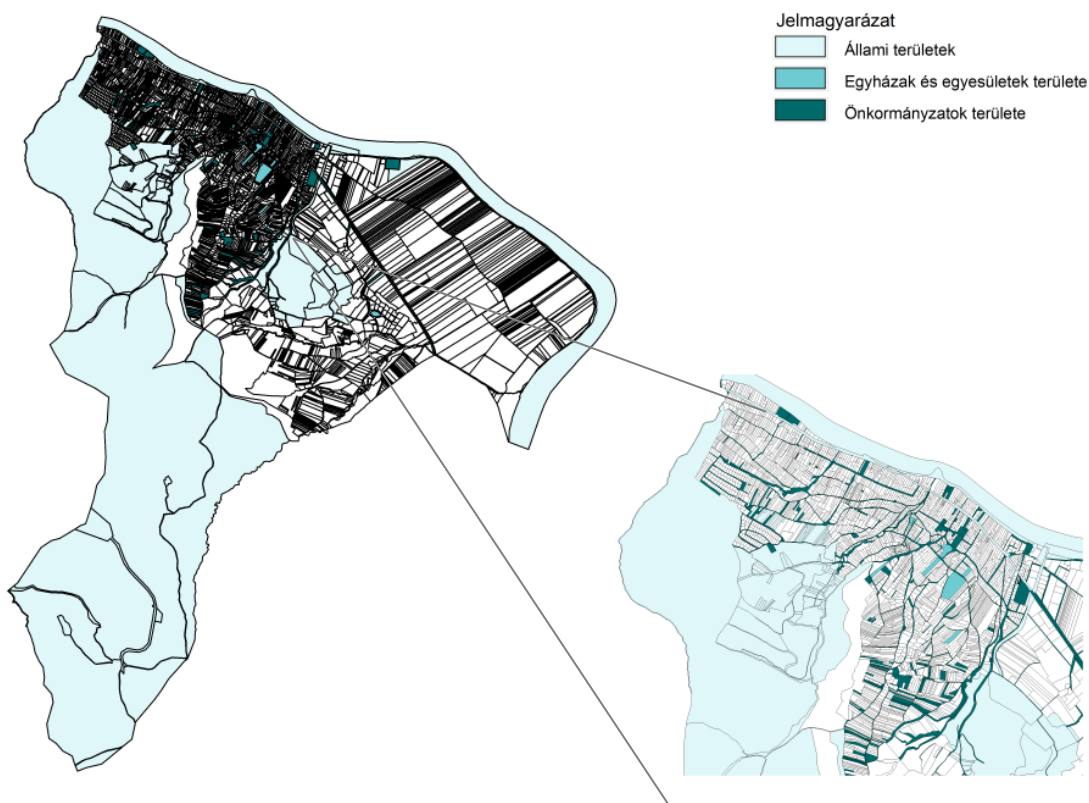 Jelmagyarázat
Állami területek
Egyházak és egyesületek területe
Önkormányzatok területe